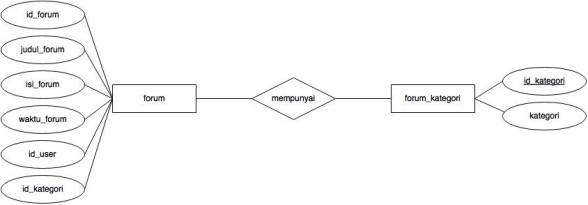 id_forum
judul_forum
isi_forum
waktu_forum
id_user
id_kategori
forum
mempunyai
forum_kategori
id_kategori
kategori